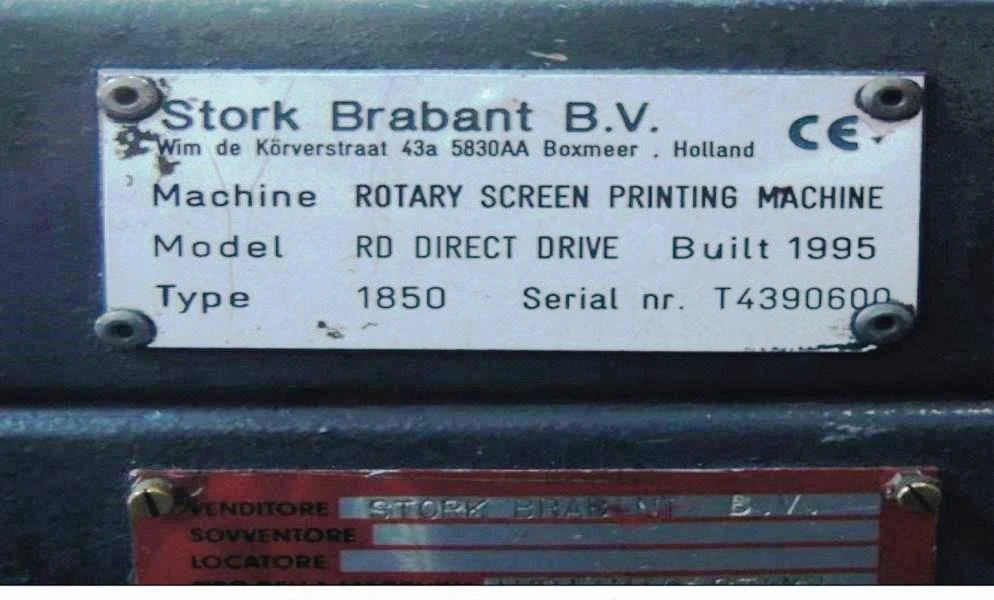 Stork Brabant B.V.
CE
Wim de Körverstraat 43a 5830AA Boxmeer . Holland
Machine ROTARY SCREEN PRINTING MACHINE
Model RD DIRECT DRIVE Built 1995
Type 1850 Serial nr. T4390600
VENDITORE STORK BRABANT B.V.
SOVVENTORE
LOCATORE